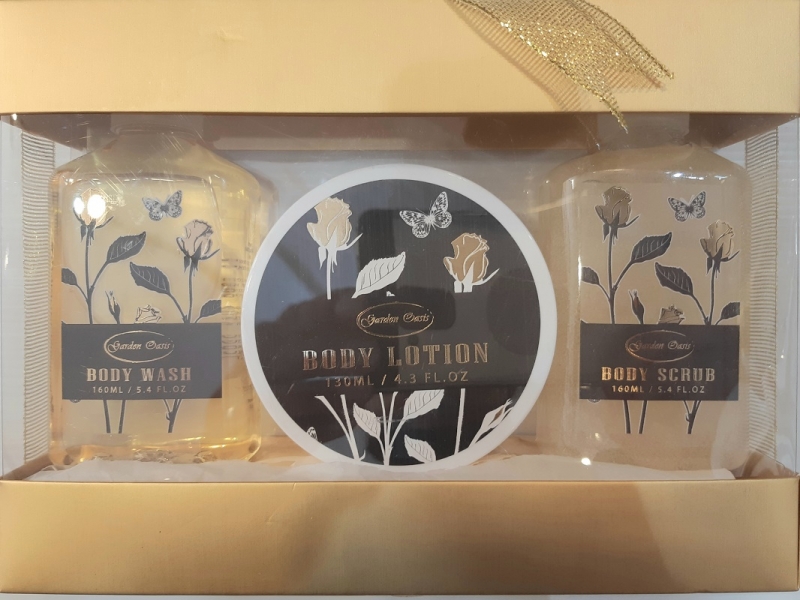 Garden Oasis
BODY WASH
160ML / 5.4 FL.OZ
Garden Oasis
BODY LOTION
130ML / 4.3 FL.OZ
Garden Oasis
BODY SCRUB
160ML / 5.4 FL.OZ